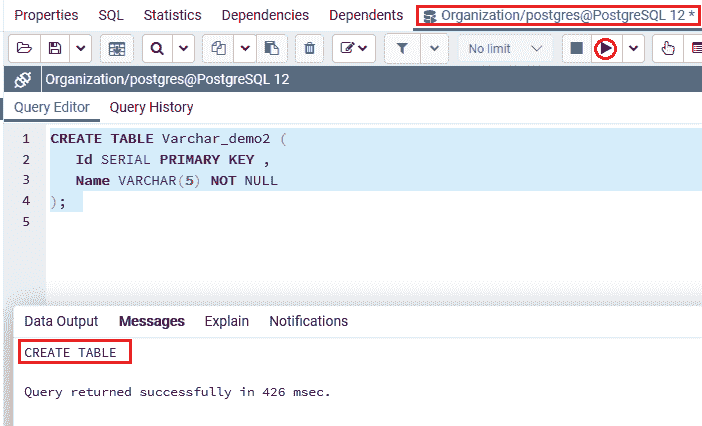 Properties SQL Statistics Dependencies Dependents Organization/postgres@PostgreSQL 12 *
No limit
Organization/postgres@PostgreSQL 12
Query Editor Query History
1 CREATE TABLE Varchar_demo2 (
2 Id SERIAL PRIMARY KEY ,
3 Name VARCHAR(5) NOT NULL
4 );
5
Data Output Messages Explain Notifications
CREATE TABLE
Query returned successfully in 426 msec.